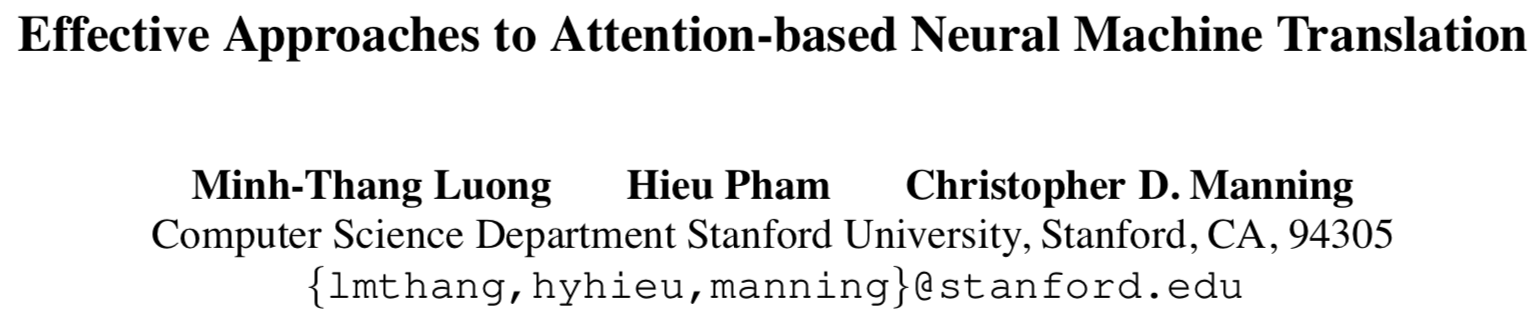 Effective Approaches to Attention-based Neural Machine Translation
Minh-Thang Luong Hieu Pham Christopher D. Manning
Computer Science Department Stanford University, Stanford, CA, 94305
{lmthang,hyhieu,manning}@stanford.edu